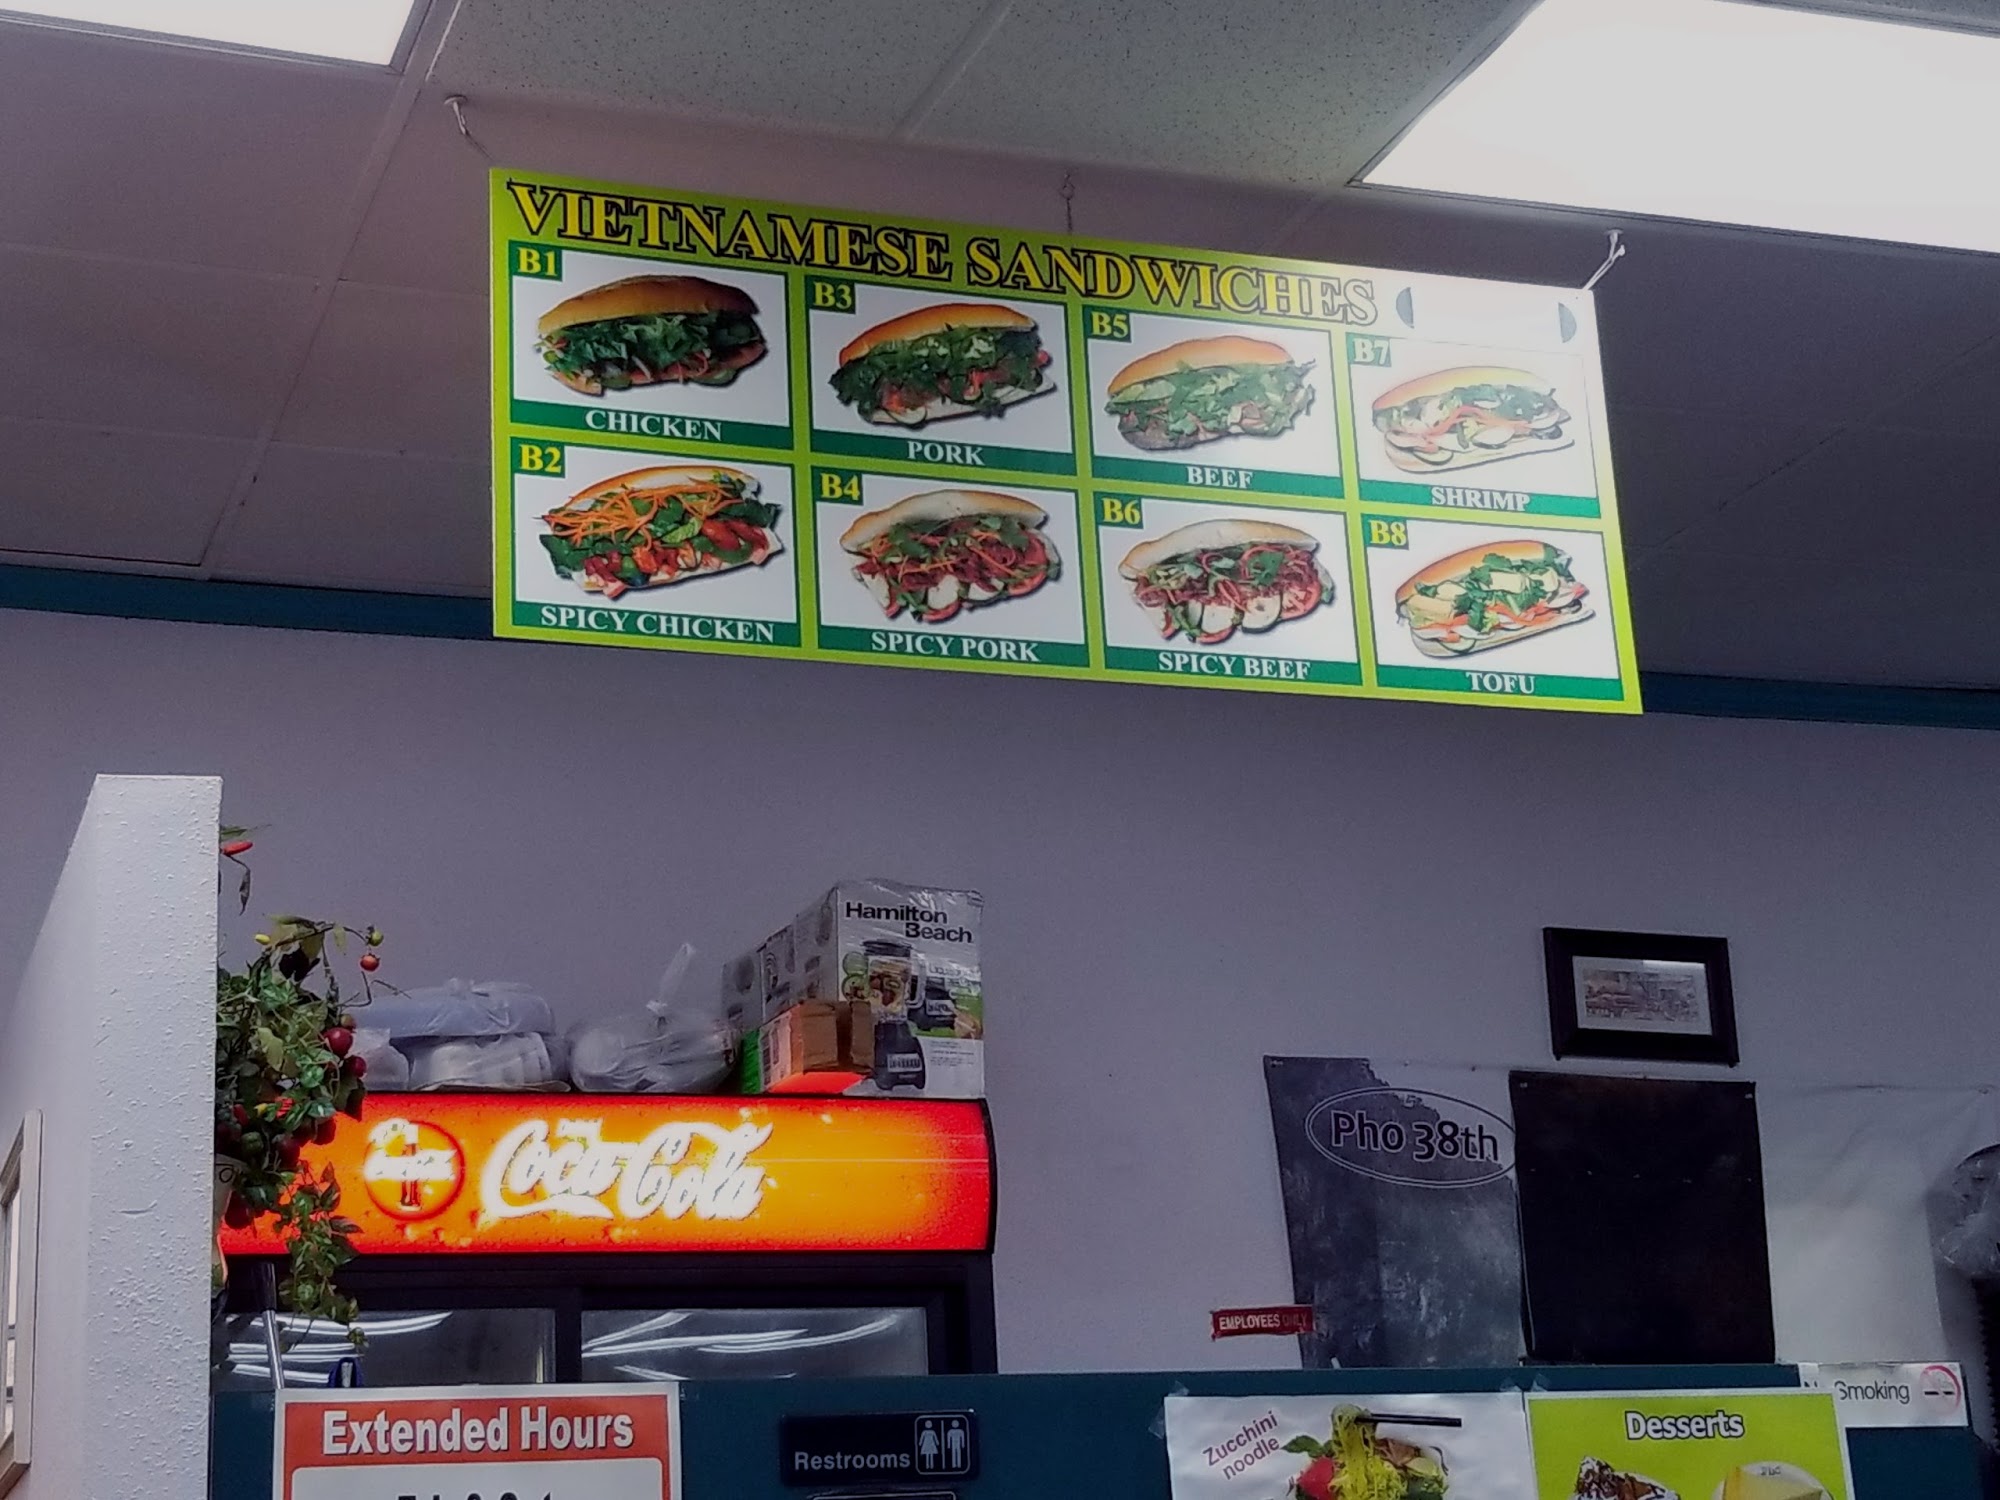 VIETNAMESE SANDWICHES
B1
CHICKEN
B3
PORK
B5
BEEF
B7
SHRIMP
B2
SPICY CHICKEN
B4
SPICY PORK
B6
SPICY BEEF
B8
TOFU
Hamilton
Beach
Coca-Cola
Pho 38th
EMPLOYEES ONLY
Smoking
Extended Hours
Restrooms
Zucchini
noodle
Desserts